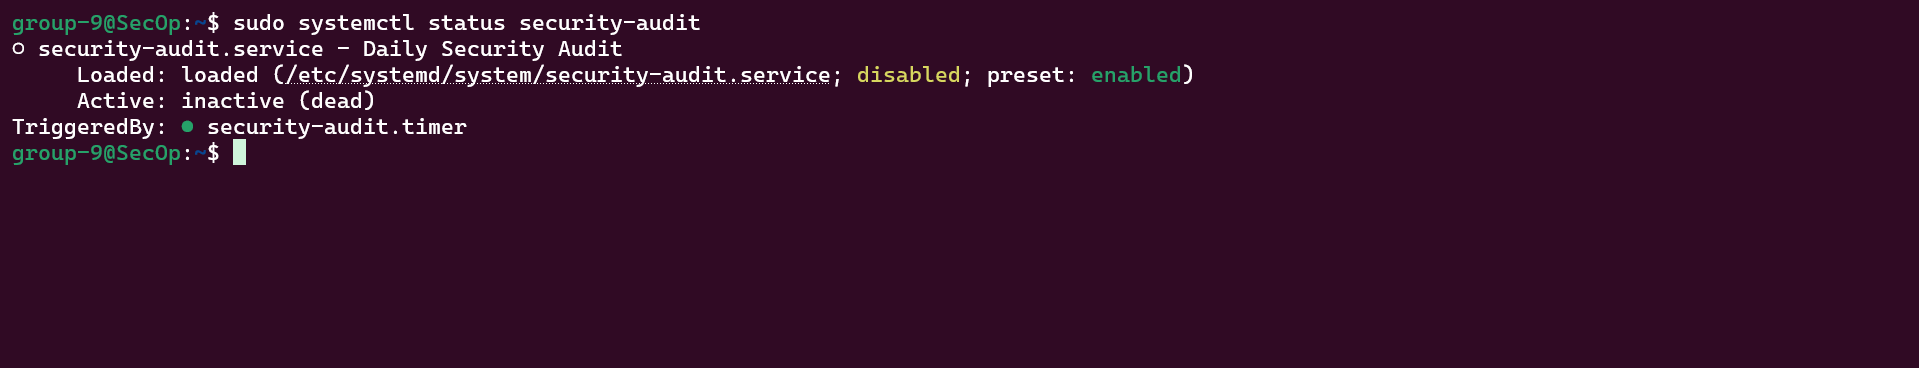 group-9@SecOp:~$ sudo systemctl status security-audit
○ security-audit.service - Daily Security Audit
     Loaded: loaded (/etc/systemd/system/security-audit.service; disabled; preset: enabled)
     Active: inactive (dead)
TriggeredBy: ● security-audit.timer
group-9@SecOp:~$